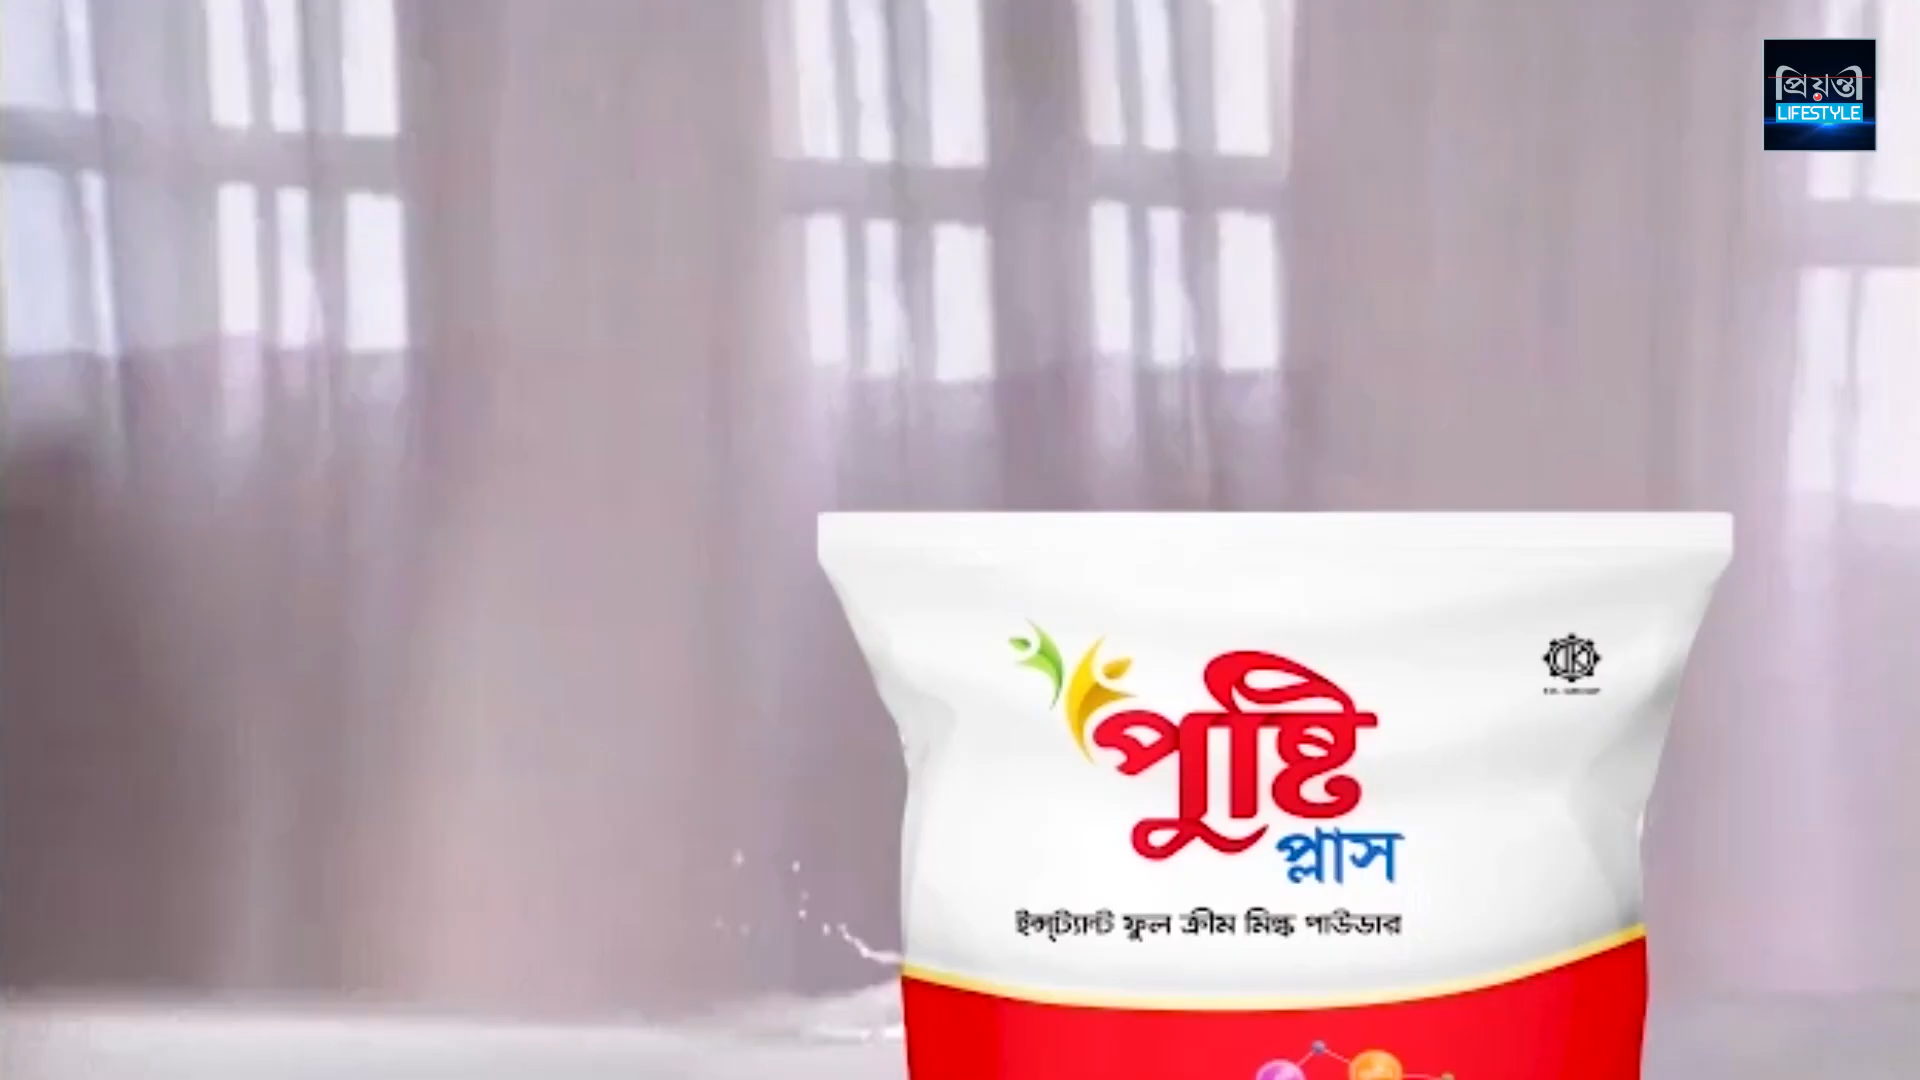 প্রিয়ন্তী
LIFESTYLE
পুষ্টি
প্লাস
ইন্সট্যান্ট ফুল ক্রীম মিল্ক পাউডার